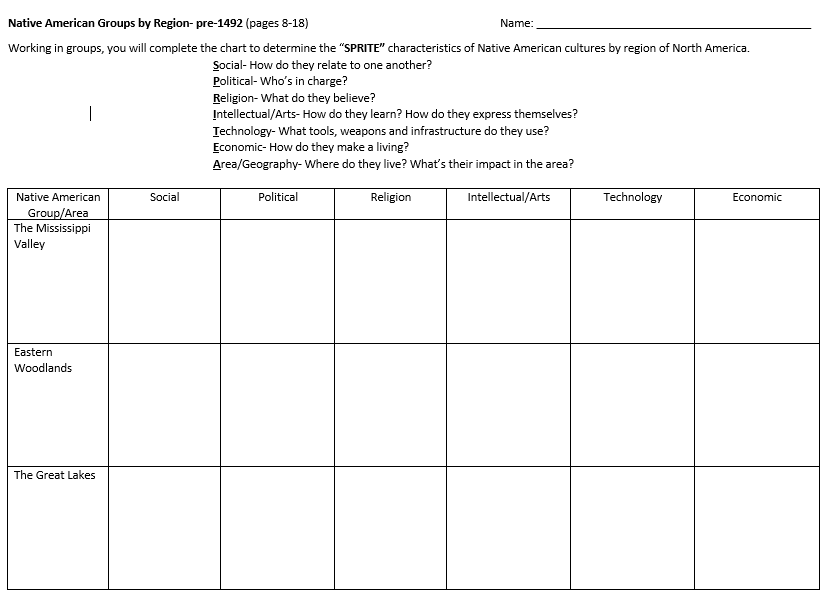 Native American Groups by Region- pre-1492 (pages 8-18) Name: ___________________________________________
Working in groups, you will complete the chart to determine the “SPRITE” characteristics of Native American cultures by region of North America.
Social- How do they relate to one another?
Political- Who’s in charge?
Religion- What do they believe?
Intellectual/Arts- How do they learn? How do they express themselves?
Technology- What tools, weapons and infrastructure do they use?
Economic- How do they make a living?
Area/Geography- Where do they live? What’s their impact in the area?
Native American
Group/Area
Social
Political
Religion
Intellectual/Arts
Technology
Economic
The Mississippi
Valley
Eastern
Woodlands
The Great Lakes